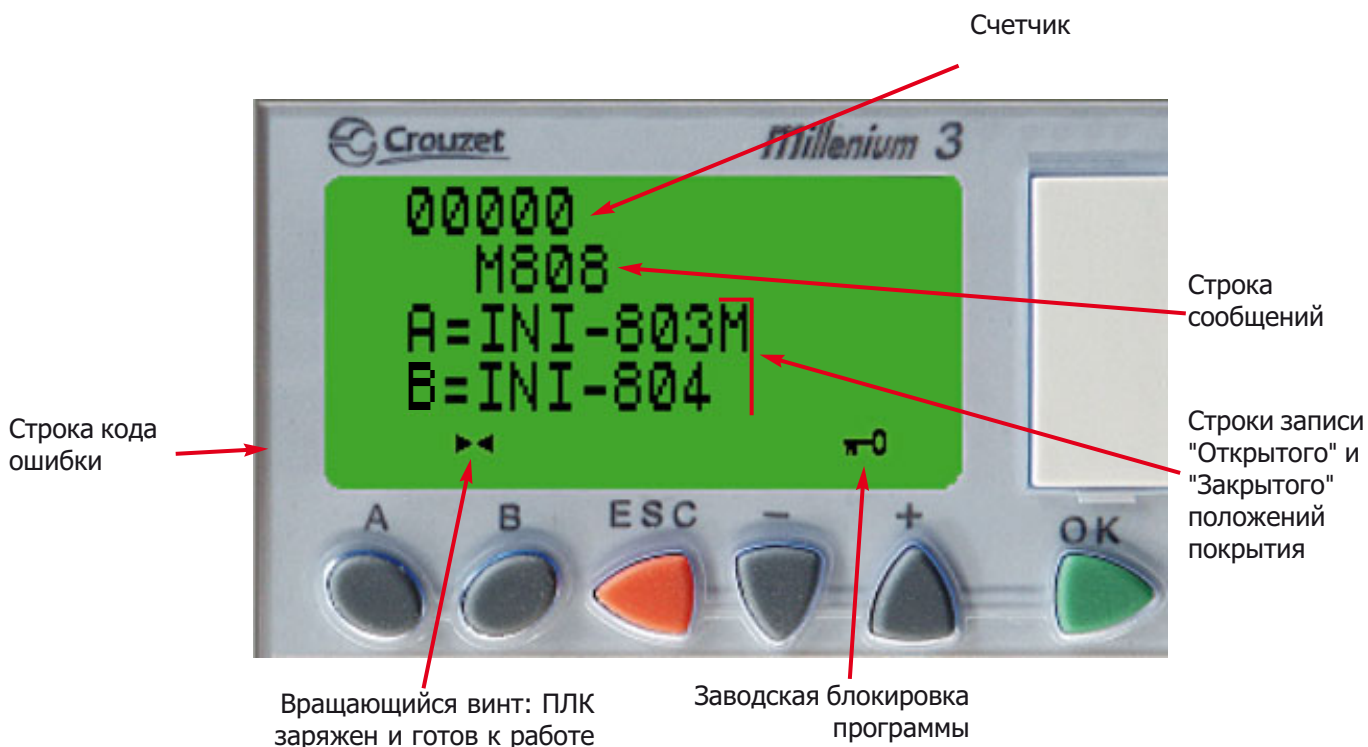 Счетчик
Crouzet
Millenium 3
00000
M808
A=INI-803M
B=INI-804
Строка
сообщений
Строка кода
ошибки
Строки записи
"Открытого" и
"Закрытого"
положений
покрытия
A B ESC – + OK
Вращающийся винт: ПЛК
заряжен и готов к работе
Заводская блокировка
программы